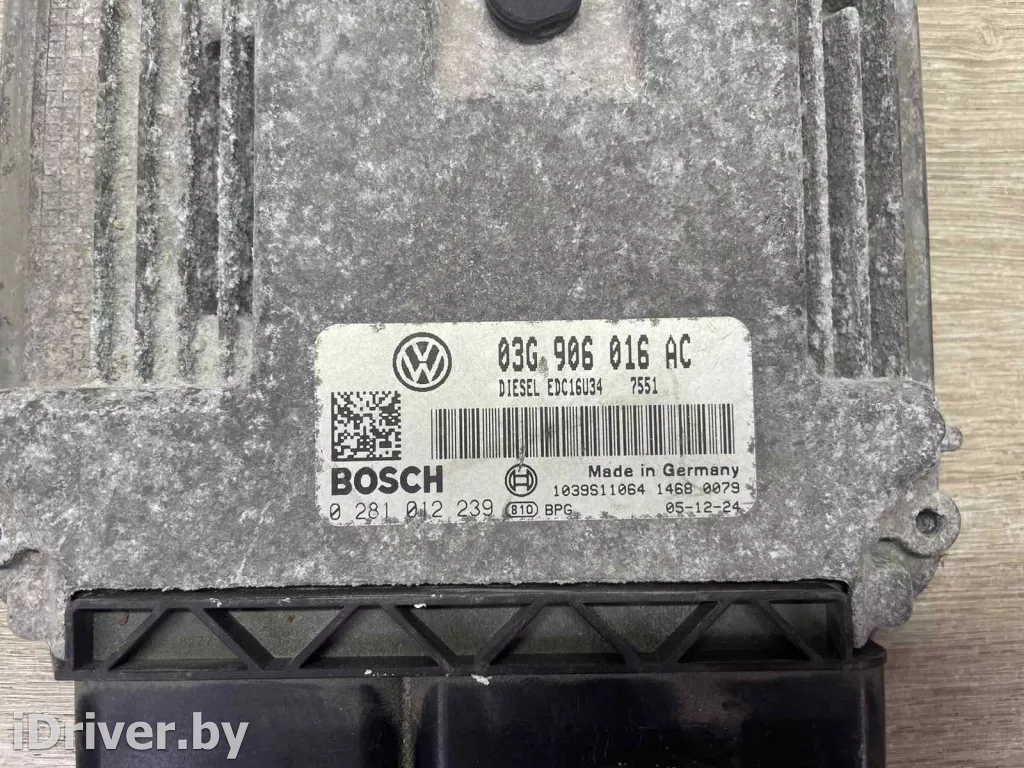 03G 906 016 AC
DIESEL EDC16U34 7551
BOSCH
Made in Germany
1039S11064 1468 0079
0 281 012 239 810 BPG 05-12-24
iDriver.by